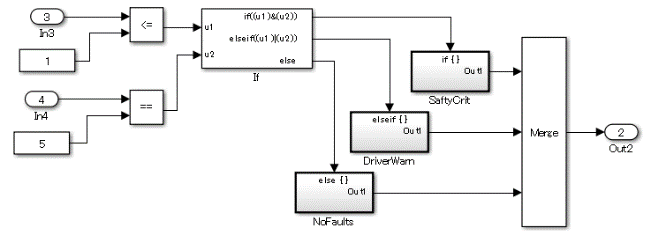 3
In3
<=
1
4
In4
==
5
u1
u2
if((u1)&(u2))
elseif((u1)|(u2))
else
If
if { }
Out1
SaftyCrit
elseif { }
Out1
DriverWarn
else { }
Out1
NoFaults
Merge
2
Out2